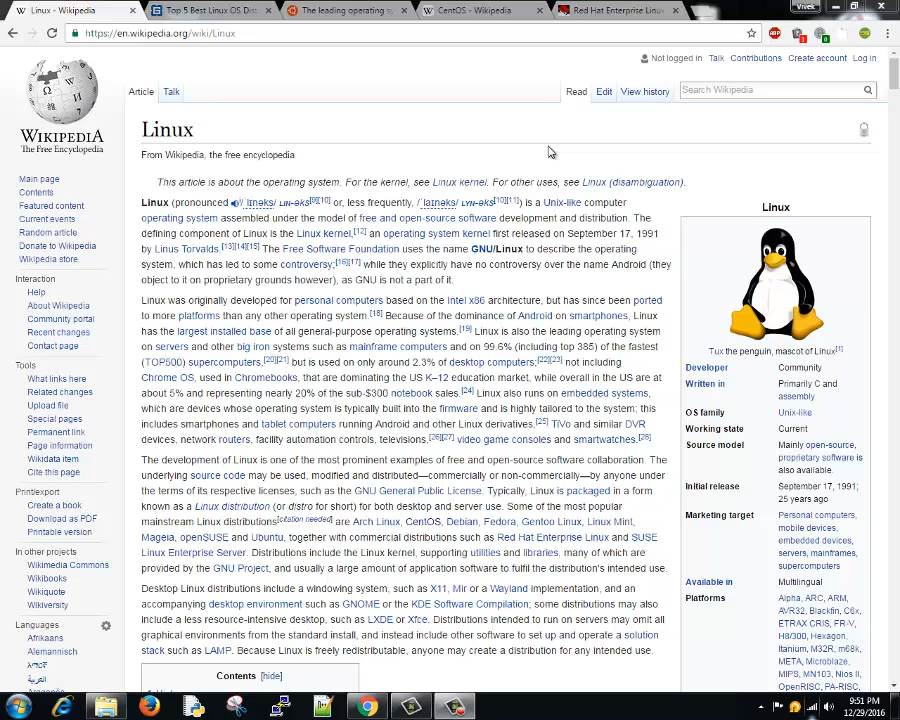 Linux - Wikipedia
Top 5 Best Linux OS Dist
The leading operating s
CentOS - Wikipedia
Red Hat Enterprise Linu
Vivek
https://en.wikipedia.org/wiki/Linux
Not logged in Talk Contributions Create account Log in
Article Talk Read Edit View history Search Wikipedia
WIKIPEDIA
The Free Encyclopedia
Main page
Contents
Featured content
Current events
Random article
Donate to Wikipedia
Wikipedia store
Interaction
Help
About Wikipedia
Community portal
Recent changes
Contact page
Tools
What links here
Related changes
Upload file
Special pages
Permanent link
Page information
Wikidata item
Cite this page
Print/export
Create a book
Download as PDF
Printable version
In other projects
Wikimedia Commons
Wikibooks
Wikiquote
Wikiversity
Languages
Afrikaans
Alemannisch
አማርኛ
العربية
Linux
From Wikipedia, the free encyclopedia
This article is about the operating system. For the kernel, see Linux kernel. For other uses, see Linux (disambiguation).
Linux (pronounced /ˈlɪnəks/ LIN-əks[9][10] or, less frequently, /ˈlaɪnəks/ LYN-əks[10][11]) is a Unix-like computer
operating system assembled under the model of free and open-source software development and distribution. The
defining component of Linux is the Linux kernel,[12] an operating system kernel first released on September 17, 1991
by Linus Torvalds.[13][14][15] The Free Software Foundation uses the name GNU/Linux to describe the operating
system, which has led to some controversy;[16][17] while they explicitly have no controversy over the name Android (they
object to it on proprietary grounds however), as GNU is not a part of it.
Linux was originally developed for personal computers based on the Intel x86 architecture, but has since been ported
to more platforms than any other operating system.[18] Because of the dominance of Android on smartphones, Linux
has the largest installed base of all general-purpose operating systems.[19] Linux is also the leading operating system
on servers and other big iron systems such as mainframe computers and on 99.6% (including top 385) of the fastest
(TOP500) supercomputers,[20][21] but is used on only around 2.3% of desktop computers;[22][23] not including
Chrome OS, used in Chromebooks, that are dominating the US K–12 education market, while overall in the US are at
about 5% and representing nearly 20% of the sub-$300 notebook sales.[24] Linux also runs on embedded systems,
which are devices whose operating system is typically built into the firmware and is highly tailored to the system; this
includes smartphones and tablet computers running Android and other Linux derivatives,[25] TiVo and similar DVR
devices, network routers, facility automation controls, televisions,[26][27] video game consoles and smartwatches.[28]
The development of Linux is one of the most prominent examples of free and open-source software collaboration. The
underlying source code may be used, modified and distributed—commercially or non-commercially—by anyone under
the terms of its respective licenses, such as the GNU General Public License. Typically, Linux is packaged in a form
known as a Linux distribution (or distro for short) for both desktop and server use. Some of the most popular
mainstream Linux distributions[citation needed] are Arch Linux, CentOS, Debian, Fedora, Gentoo Linux, Linux Mint,
Mageia, openSUSE and Ubuntu, together with commercial distributions such as Red Hat Enterprise Linux and SUSE
Linux Enterprise Server. Distributions include the Linux kernel, supporting utilities and libraries, many of which are
provided by the GNU Project, and usually a large amount of application software to fulfil the distribution's intended use.
Desktop Linux distributions include a windowing system, such as X11, Mir or a Wayland implementation, and an
accompanying desktop environment such as GNOME or the KDE Software Compilation; some distributions may also
include a less resource-intensive desktop, such as LXDE or Xfce. Distributions intended to run on servers may omit all
graphical environments from the standard install, and instead include other software to set up and operate a solution
stack such as LAMP. Because Linux is freely redistributable, anyone may create a distribution for any intended use.
Contents [hide]
Linux
Tux the penguin, mascot of Linux[1]
Developer Community
Written in Primarily C and
assembly
OS family Unix-like
Working state Current
Source model Mainly open-source,
proprietary software is
also available.
Initial release September 17, 1991;
25 years ago
Marketing target Personal computers,
mobile devices,
embedded devices,
servers, mainframes,
supercomputers
Available in Multilingual
Platforms Alpha, ARC, ARM,
AVR32, Blackfin, C6x,
ETRAX CRIS, FR-V,
H8/300, Hexagon,
Itanium, M32R, m68k,
META, Microblaze,
MIPS, MN103, Nios II,
OpenRISC, PA-RISC,
9:51 PM
12/29/2016